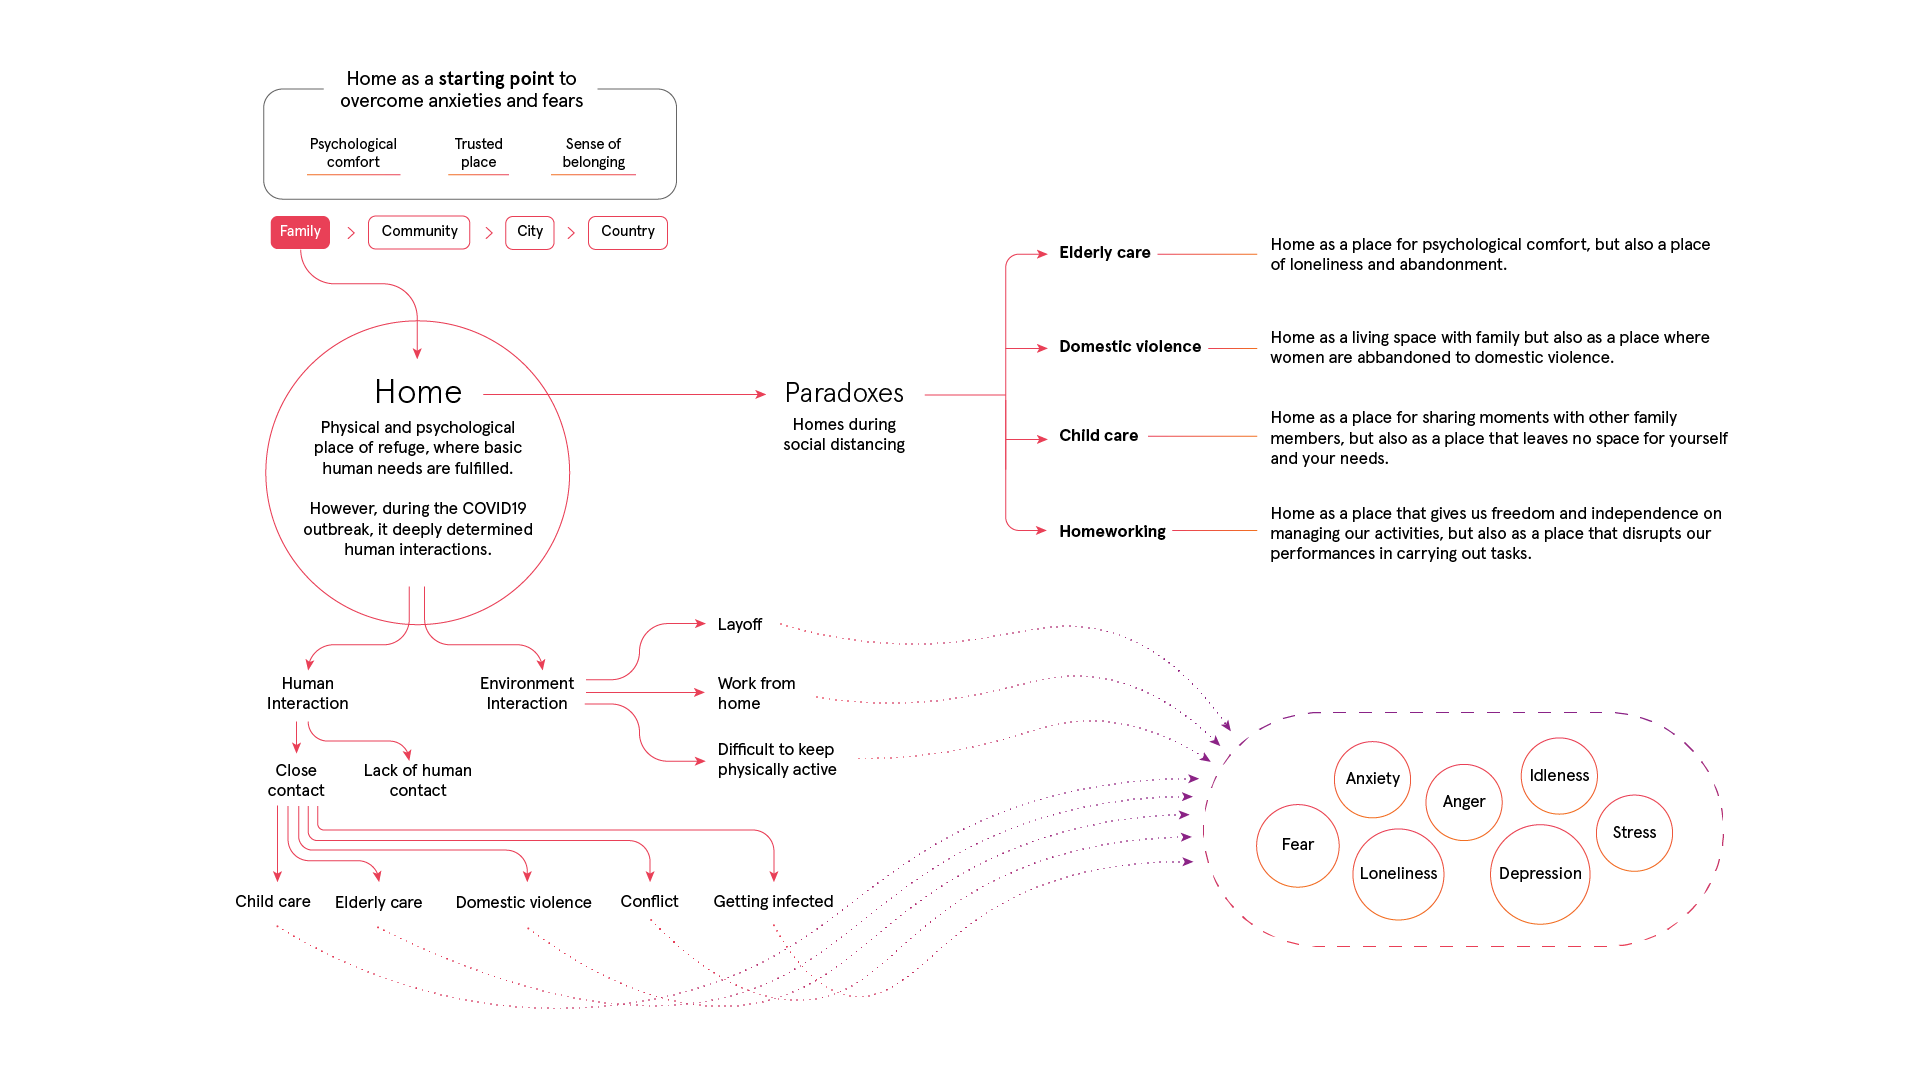 Home as a starting point to
overcome anxieties and fears
Psychological
comfort
Trusted
place
Sense of
belonging
Family
Community
City
Country
Home
Physical and psychological
place of refuge, where basic
human needs are fulfilled.
However, during the COVID19
outbreak, it deeply determined
human interactions.
Paradoxes
Homes during
social distancing
Elderly care
Home as a place for psychological comfort, but also a place
of loneliness and abandonment.
Domestic violence
Home as a living space with family but also as a place where
women are abbandoned to domestic violence.
Child care
Home as a place for sharing moments with other family
members, but also as a place that leaves no space for yourself
and your needs.
Homeworking
Home as a place that gives us freedom and independence on
managing our activities, but also as a place that disrupts our
performances in carrying out tasks.
Human
Interaction
Environment
Interaction
Layoff
Work from
home
Difficult to keep
physically active
Close
contact
Lack of human
contact
Child care
Elderly care
Domestic violence
Conflict
Getting infected
Anxiety
Idleness
Anger
Stress
Fear
Loneliness
Depression